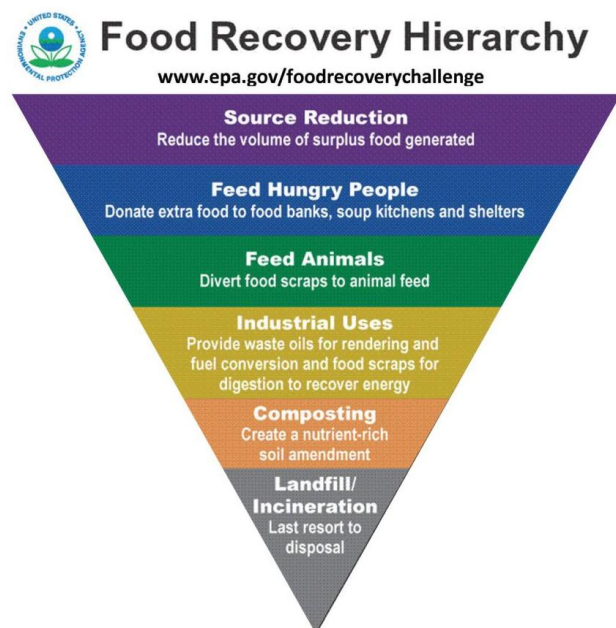 UNITED STATES
ENVIRONMENTAL PROTECTION AGENCY
Food Recovery Hierarchy
www.epa.gov/foodrecoverychallenge
Source Reduction
Reduce the volume of surplus food generated
Feed Hungry People
Donate extra food to food banks, soup kitchens and shelters
Feed Animals
Divert food scraps to animal feed
Industrial Uses
Provide waste oils for rendering and
fuel conversion and food scraps for
digestion to recover energy
Composting
Create a nutrient-rich
soil amendment
Landfill/
Incineration
Last resort to
disposal